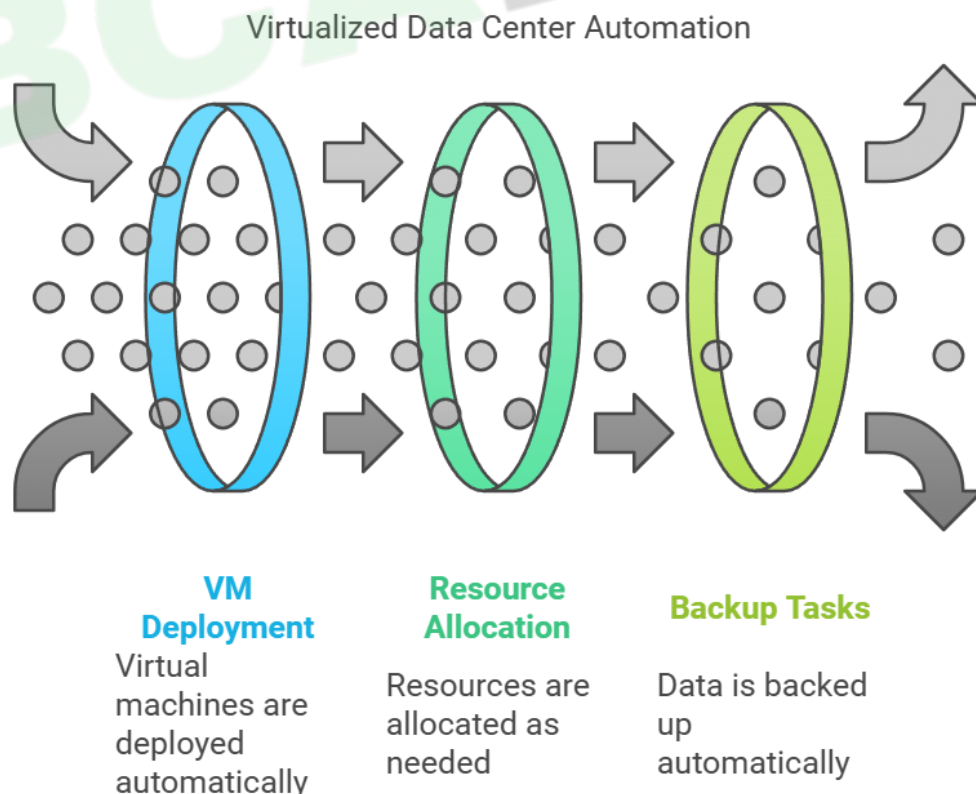 Virtualized Data Center Automation
VM
Deployment
Virtual
machines are
deployed
automatically
Resource
Allocation
Resources are
allocated as
needed
Backup Tasks
Data is backed
up
automatically